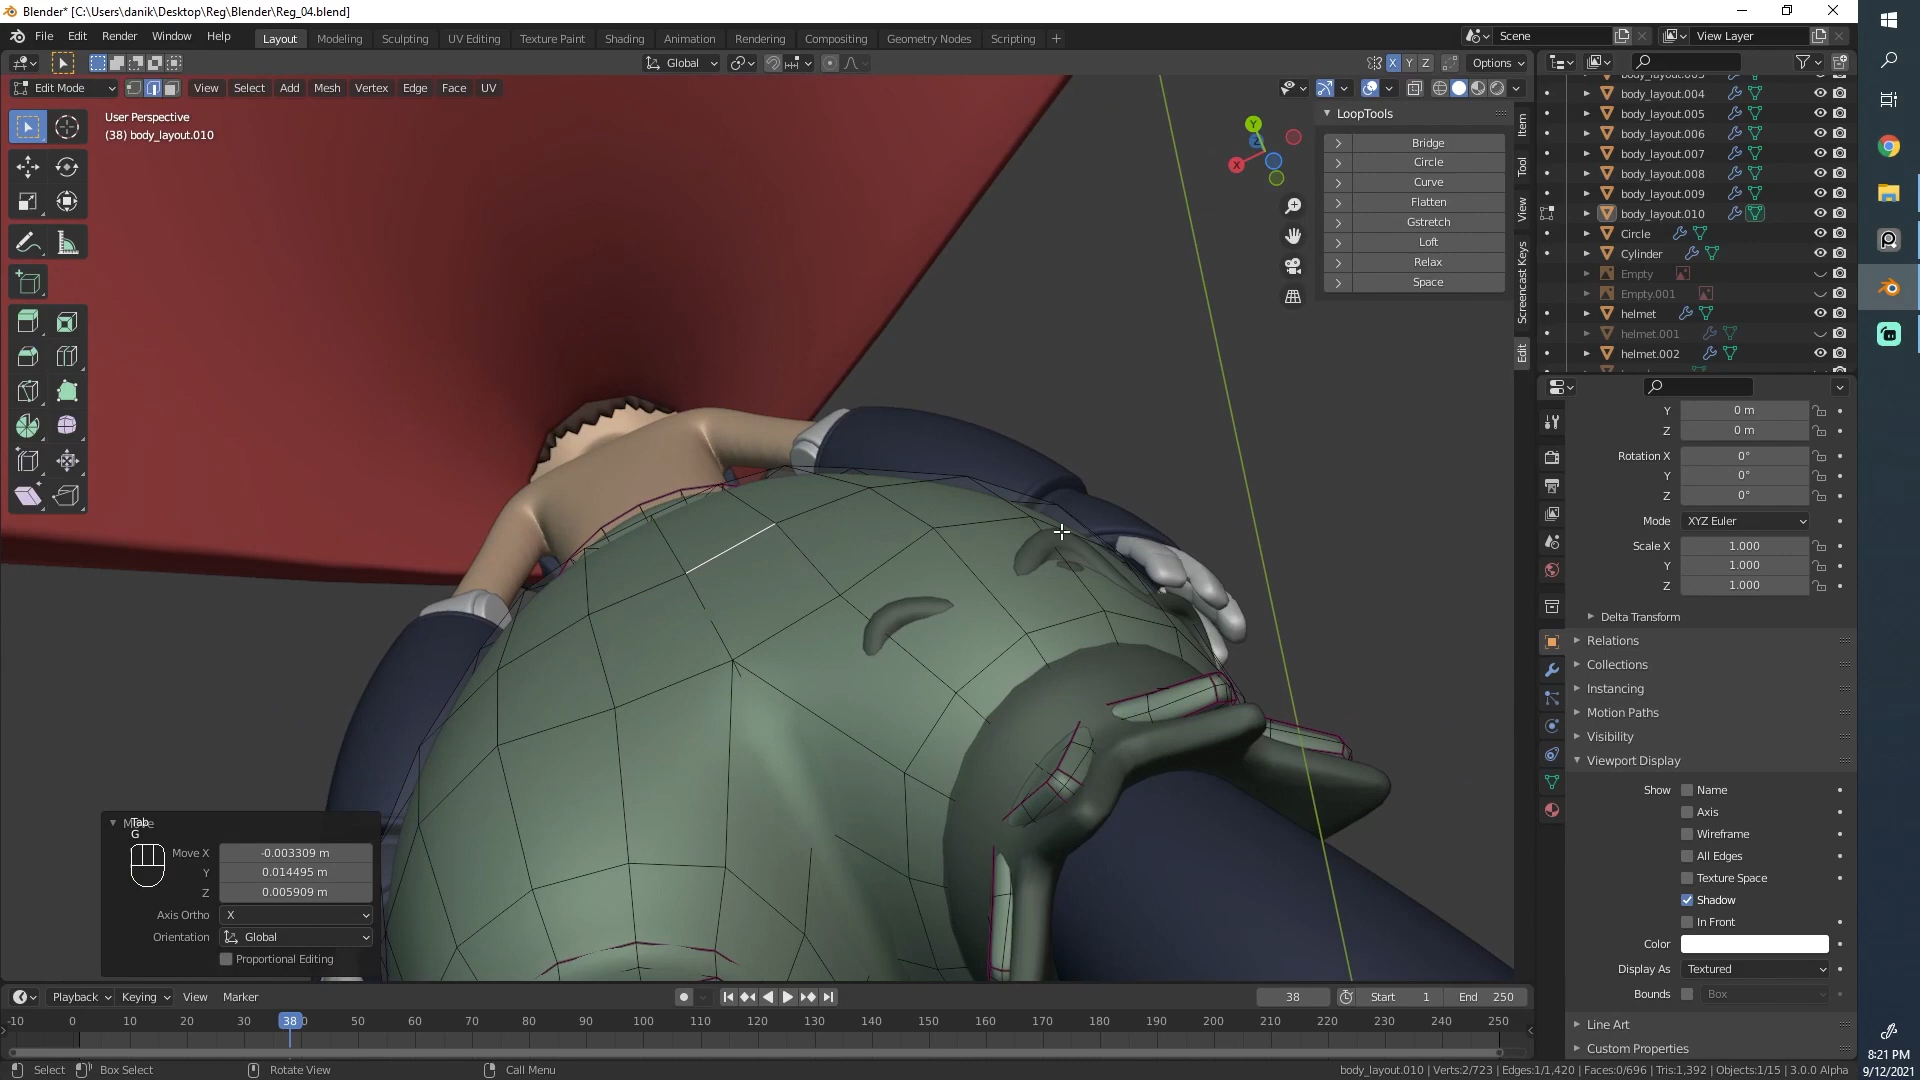 Blender* [C:\Users\danik\Desktop\Reg\Blender\Reg_04.blend]
File Edit Render Window Help Layout Modeling Sculpting UV Editing Texture Paint Shading Animation Rendering Compositing Geometry Nodes Scripting + Scene View Layer
Global X Y Z Options
Edit Mode View Select Add Mesh Vertex Edge Face UV
User Perspective
(38) body_layout.010
Y
X
Z
LoopTools
Bridge
Circle
Curve
Flatten
Gstretch
Loft
Relax
Space
Item
Tool
View
Screencast Keys
Edit
body_layout.004
body_layout.005
body_layout.006
body_layout.007
body_layout.008
body_layout.009
body_layout.010
Circle
Cylinder
Empty
Empty.001
helmet
helmet.001
helmet.002
Y 0 m
Z 0 m
Rotation X 0°
Y 0°
Z 0°
Mode XYZ Euler
Scale X 1.000
Y 1.000
Z 1.000
Delta Transform
Relations
Collections
Instancing
Motion Paths
Visibility
Viewport Display
Show Name
Axis
Wireframe
All Edges
Texture Space
Shadow
In Front
Color
Display As Textured
Bounds Box
Line Art
Custom Properties
Tab
G
Move X -0.003309 m
Y 0.014495 m
Z 0.005909 m
Axis Ortho X
Orientation Global
Proportional Editing
Playback Keying View Marker 38 Start 1 End 250
-10 0 10 20 30 38 50 60 70 80 90 100 110 120 130 140 150 160 170 180 190 200 210 220 230 240 250
Select Box Select Rotate View Call Menu body_layout.010 | Verts:2/723 | Edges:1/1,420 | Faces:0/696 | Tris:1,392 | Objects:1/15 | 3.0.0 Alpha
8:21 PM
9/12/2021